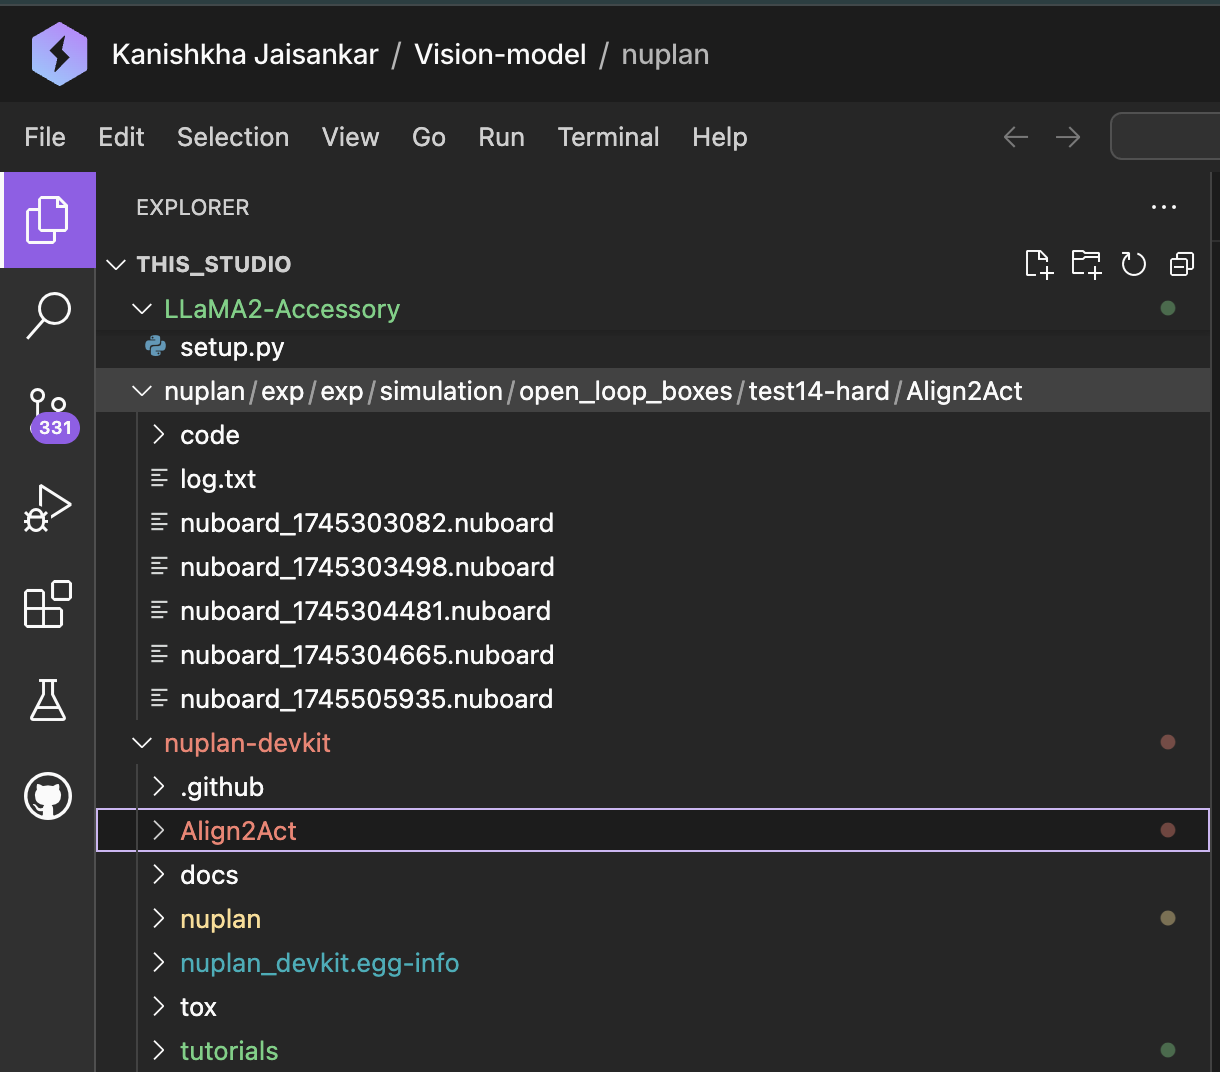 Kanishkha Jaisankar / Vision-model / nuplan
File Edit Selection View Go Run Terminal Help
EXPLORER
THIS_STUDIO
LLaMA2-Accessory
setup.py
nuplan/exp/exp/simulation/open_loop_boxes/test14-hard/Align2Act
331
code
log.txt
nuboard_1745303082.nuboard
nuboard_1745303498.nuboard
nuboard_1745304481.nuboard
nuboard_1745304665.nuboard
nuboard_1745505935.nuboard
nuplan-devkit
.github
Align2Act
docs
nuplan
nuplan_devkit.egg-info
tox
tutorials